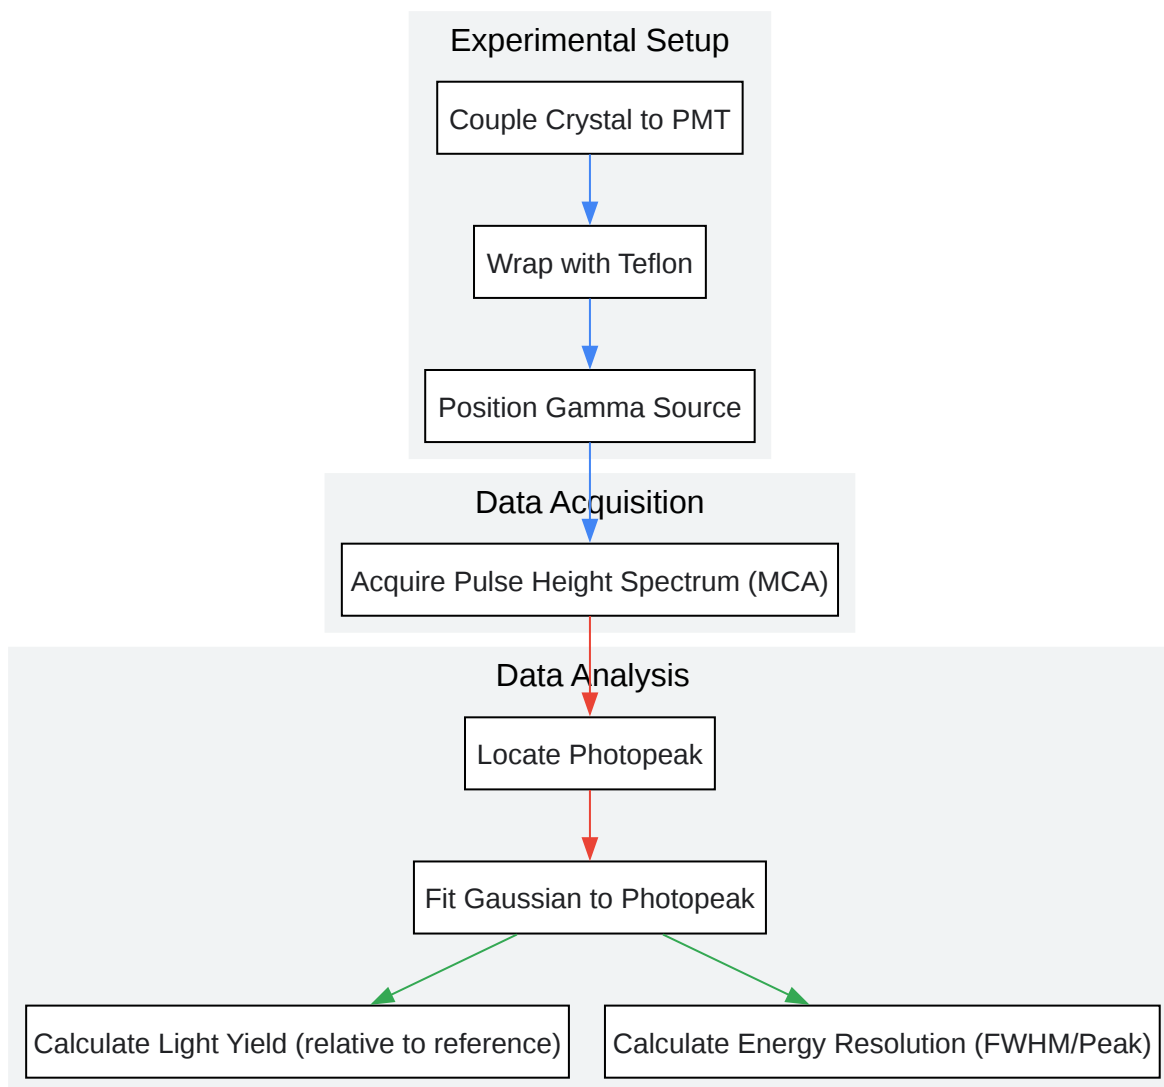 Experimental Setup
Couple Crystal to PMT
Wrap with Teflon
Position Gamma Source
Data Acquisition
Acquire Pulse Height Spectrum (MCA)
Data Analysis
Locate Photopeak
Fit Gaussian to Photopeak
Calculate Light Yield (relative to reference)
Calculate Energy Resolution (FWHM/Peak)